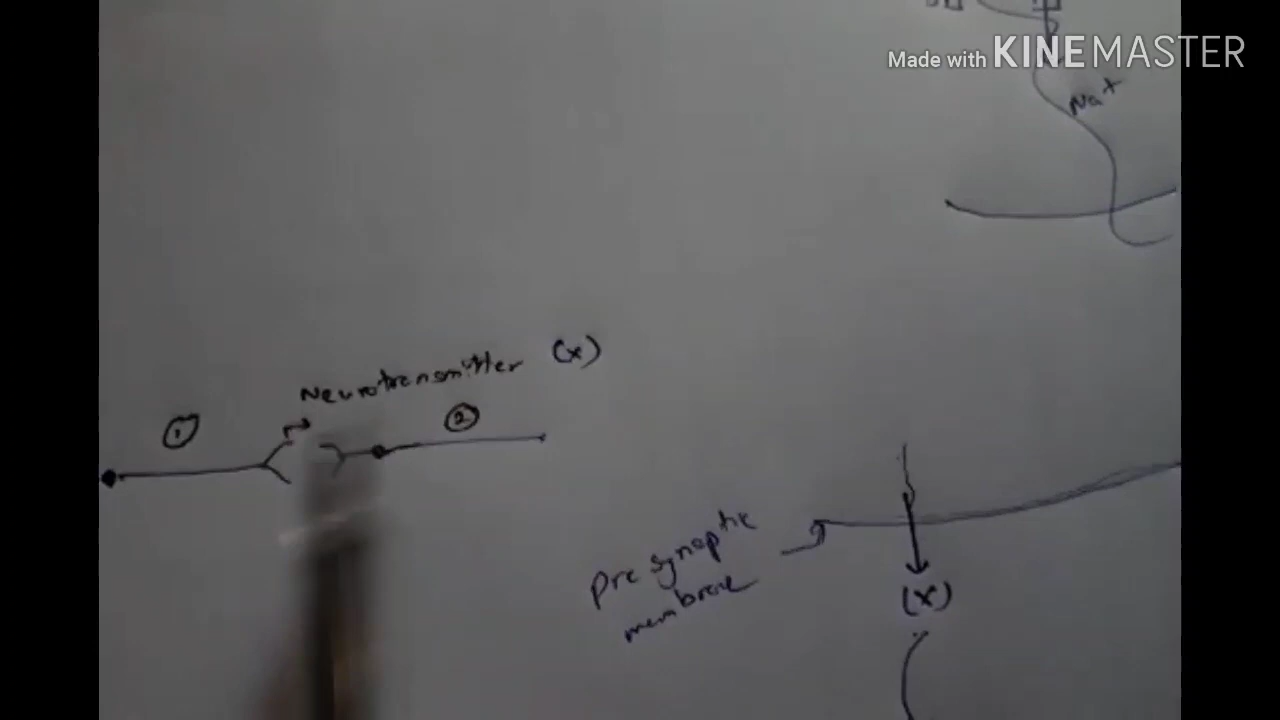 Made with KINEMASTER
Na+
Neurotransmitter (x)
1
2
N
Pre synaptic
membrane
(x)